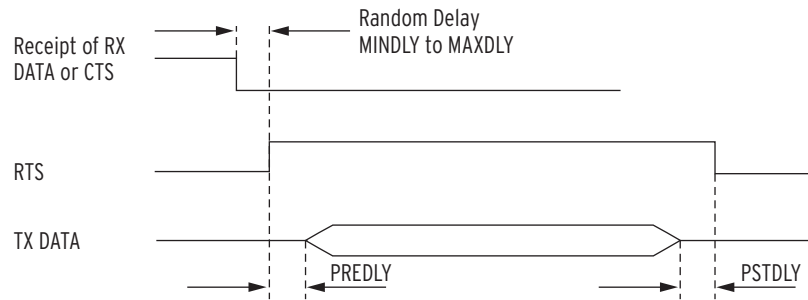 Random Delay
MINDLY to MAXDLY
Receipt of RX
DATA or CTS
RTS
TX DATA
PREDLY
PSTDLY